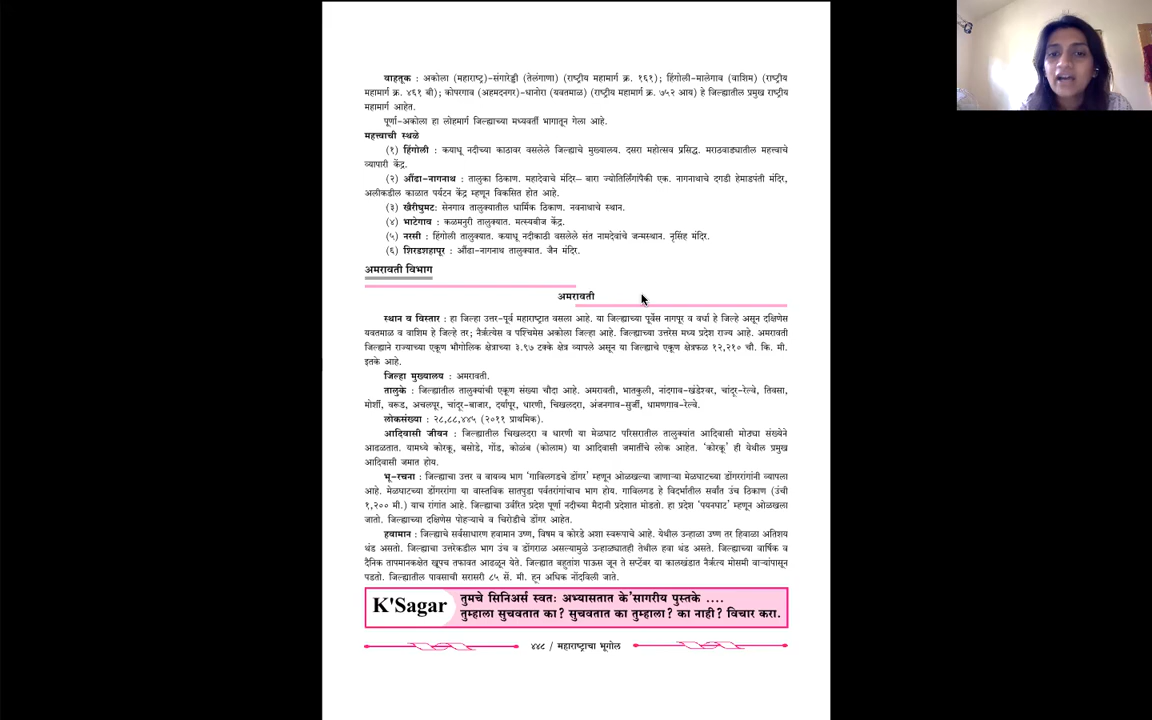 वाहतूक : अकोला (महाराष्ट्र)-संगारेड्डी (तेलंगाणा) (राष्ट्रीय महामार्ग क्र. १६१); हिंगोली-मालेगाव (वाशिम) (राष्ट्रीय
महामार्ग क्र. ४६१ बी); कोपरगाव (अहमदनगर)-धानोरा (यवतमाळ) (राष्ट्रीय महामार्ग क्र. ७५२ आय) हे जिल्ह्यातील प्रमुख राष्ट्रीय
महामार्ग आहेत.
पूर्णा-अकोला हा लोहमार्ग जिल्ह्याच्या मध्यवर्ती भागातून गेला आहे.
महत्त्वाची स्थळे
(१) हिंगोली : कयाधू नदीच्या काठावर वसलेले जिल्ह्याचे मुख्यालय. दसरा महोत्सव प्रसिद्ध. मराठवाड्यातील महत्त्वाचे
व्यापारी केंद्र.
(२) औंढा-नागनाथ : तालुका ठिकाण. महादेवाचे मंदिर– बारा ज्योतिर्लिंगांपैकी एक. नागनाथाचे दगडी हेमाडपंती मंदिर,
अलीकडील काळात पर्यटन केंद्र म्हणून विकसित होत आहे.
(३) खैरीघुमट: सेनगाव तालुक्यातील धार्मिक ठिकाण. नवनाथाचे स्थान.
(४) भाटेगाव : कळमनुरी तालुक्यात. मत्स्यबीज केंद्र.
(५) नरसी : हिंगोली तालुक्यात. कयाधू नदीकाठी वसलेले संत नामदेवांचे जन्मस्थान. नृसिंह मंदिर.
(६) शिरडशहापूर : औंढा-नागनाथ तालुक्यात. जैन मंदिर.
अमरावती विभाग
अमरावती
स्थान व विस्तार : हा जिल्हा उत्तर-पूर्व महाराष्ट्रात वसला आहे. या जिल्ह्याच्या पूर्वेस नागपूर व वर्धा हे जिल्हे असून दक्षिणेस
यवतमाळ व वाशिम हे जिल्हे तर; नैर्ऋत्येस व पश्चिमेस अकोला जिल्हा आहे. जिल्ह्याच्या उत्तरेस मध्य प्रदेश राज्य आहे. अमरावती
जिल्ह्याने राज्याच्या एकूण भौगोलिक क्षेत्राच्या ३.९७ टक्के क्षेत्र व्यापले असून या जिल्ह्याचे एकूण क्षेत्रफळ १२,२१० चौ. कि. मी.
इतके आहे.
जिल्हा मुख्यालय : अमरावती.
तालुके : जिल्ह्यातील तालुक्यांची एकूण संख्या चौदा आहे. अमरावती, भातकुली, नांदगाव-खंडेश्वर, चांदूर-रेल्वे, तिवसा,
मोर्शी, वरूड, अचलपूर, चांदूर-बाजार, दर्यापूर, धारणी, चिखलदरा, अंजनगाव-सुर्जी, धामणगाव-रेल्वे.
लोकसंख्या : २८,८८,४४५ (२०११ प्राथमिक).
आदिवासी जीवन : जिल्ह्यातील चिखलदरा व धारणी या मेळघाट परिसरातील तालुक्यांत आदिवासी मोठ्या संख्येने
आढळतात. यामध्ये कोरकू, बसोडे, गोंड, कोळंब (कोलाम) या आदिवासी जमातींचे लोक आहेत. 'कोरकू' ही येथील प्रमुख
आदिवासी जमात होय.
भू-रचना : जिल्ह्याचा उत्तर व वायव्य भाग 'गाविलगडचे डोंगर' म्हणून ओळखल्या जाणाऱ्या मेळघाटच्या डोंगररांगांनी व्यापला
आहे. मेळघाटच्या डोंगररांगा या वास्तविक सातपुडा पर्वतरांगांचाच भाग होय. गाविलगड हे विदर्भातील सर्वांत उंच ठिकाण (उंची
१,२०० मी.) याच रांगांत आहे. जिल्ह्याचा उर्वरित प्रदेश पूर्णा नदीच्या मैदानी प्रदेशात मोडतो. हा प्रदेश 'पयनघाट' म्हणून ओळखला
जातो. जिल्ह्याच्या दक्षिणेस पोहऱ्याचे व चिरोडीचे डोंगर आहेत.
हवामान : जिल्ह्याचे सर्वसाधारण हवामान उष्ण, विषम व कोरडे अशा स्वरूपाचे आहे. येथील उन्हाळा उष्ण तर हिवाळा अतिशय
थंड असतो. जिल्ह्याचा उत्तरेकडील भाग उंच व डोंगराळ असल्यामुळे उन्हाळ्यातही तेथील हवा थंड असते. जिल्ह्याच्या वार्षिक व
दैनिक तापमानकक्षेत खूपच तफावत आढळून येते. जिल्ह्यात बहुतांश पाऊस जून ते सप्टेंबर या कालखंडात नैर्ऋत्य मोसमी वाऱ्यांपासून
पडतो. जिल्ह्यातील पावसाची सरासरी ८५ सें. मी. हून अधिक नोंदविली जाते.
K'Sagar
तुमचे सिनिअर्स स्वतः अभ्यासतात के'सागरीय पुस्तके ....
तुम्हाला सुचवतात का? सुचवतात का तुम्हाला? का नाही? विचार करा.
४४८ / महाराष्ट्राचा भूगोल